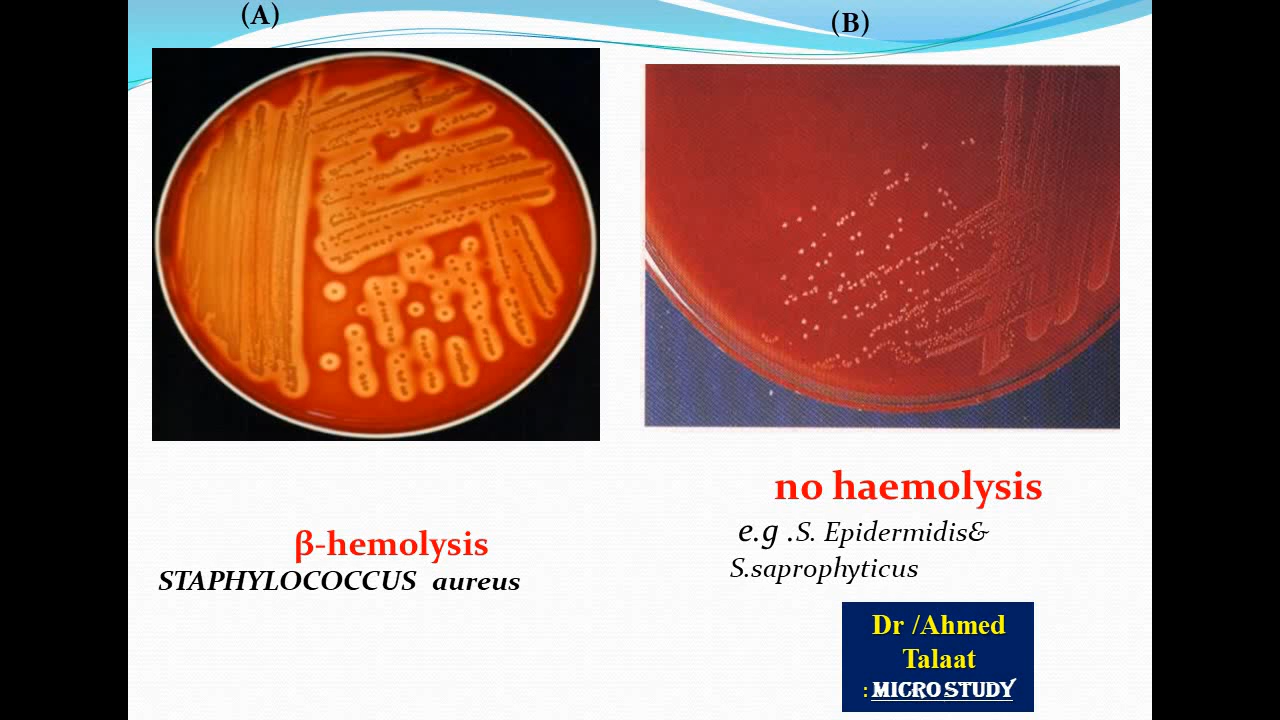 (A)
(B)
β-hemolysis
STAPHYLOCOCCUS aureus
no haemolysis
e.g .S. Epidermidis&
S.saprophyticus
Dr /Ahmed
Talaat
: MICRO STUDY